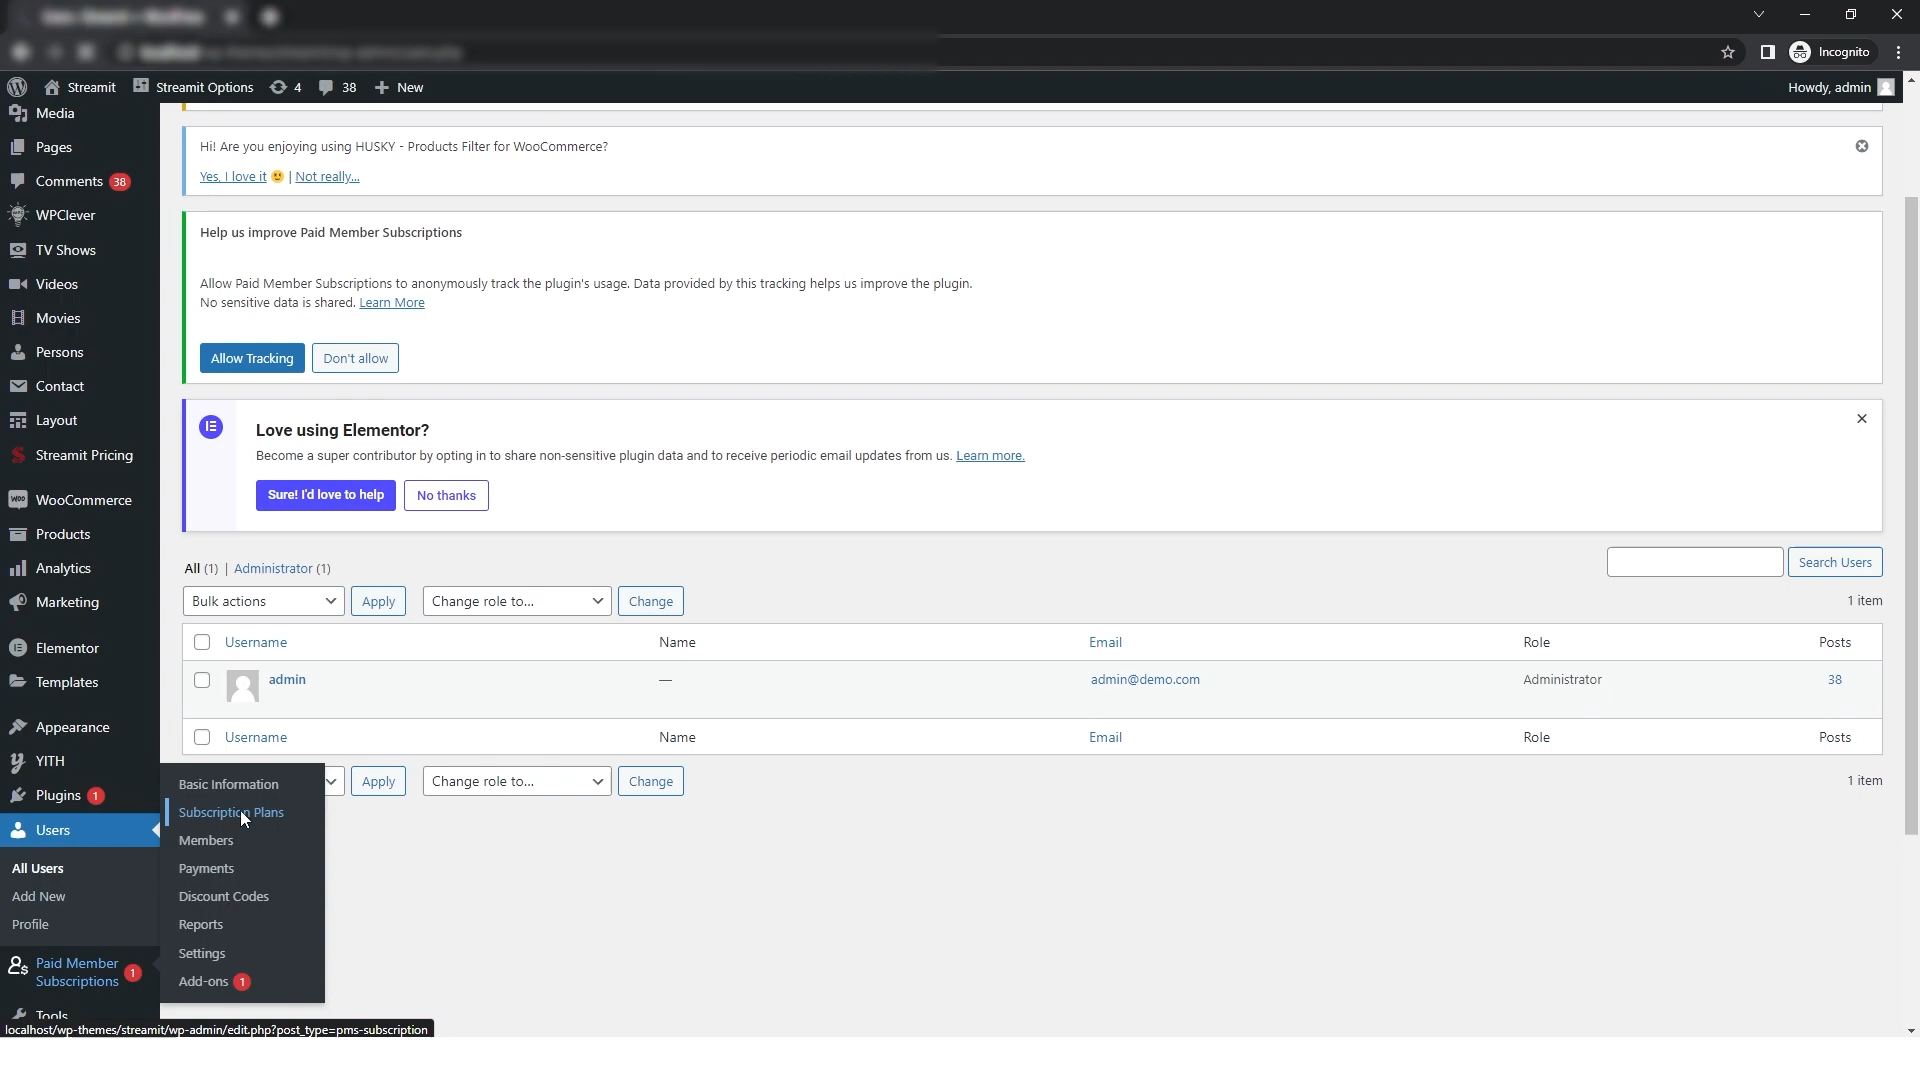 Incognito
Streamit
Streamit Options
4
38
New
Howdy, admin
Media
Pages
Comments 38
WPClever
TV Shows
Videos
Movies
Persons
Contact
Layout
Streamit Pricing
WooCommerce
Products
Analytics
Marketing
Elementor
Templates
Appearance
YITH
Plugins 1
Users
All Users
Add New
Profile
Paid Member
Subscriptions 1
Tools
Basic Information
Subscription Plans
Members
Payments
Discount Codes
Reports
Settings
Add-ons 1
Hi! Are you enjoying using HUSKY - Products Filter for WooCommerce?
Yes, I love it 🙂 | Not really...
Help us improve Paid Member Subscriptions
Allow Paid Member Subscriptions to anonymously track the plugin's usage. Data provided by this tracking helps us improve the plugin.
No sensitive data is shared. Learn More
Allow Tracking Don't allow
Love using Elementor?
Become a super contributor by opting in to share non-sensitive plugin data and to receive periodic email updates from us. Learn more.
Sure! I'd love to help No thanks
All (1) | Administrator (1)
Search Users
Bulk actions Apply Change role to... Change 1 item
Username Name Email Role Posts
admin — admin@demo.com Administrator 38
Username Name Email Role Posts
Apply Change role to... Change 1 item
localhost/wp-themes/streamit/wp-admin/edit.php?post_type=pms-subscription